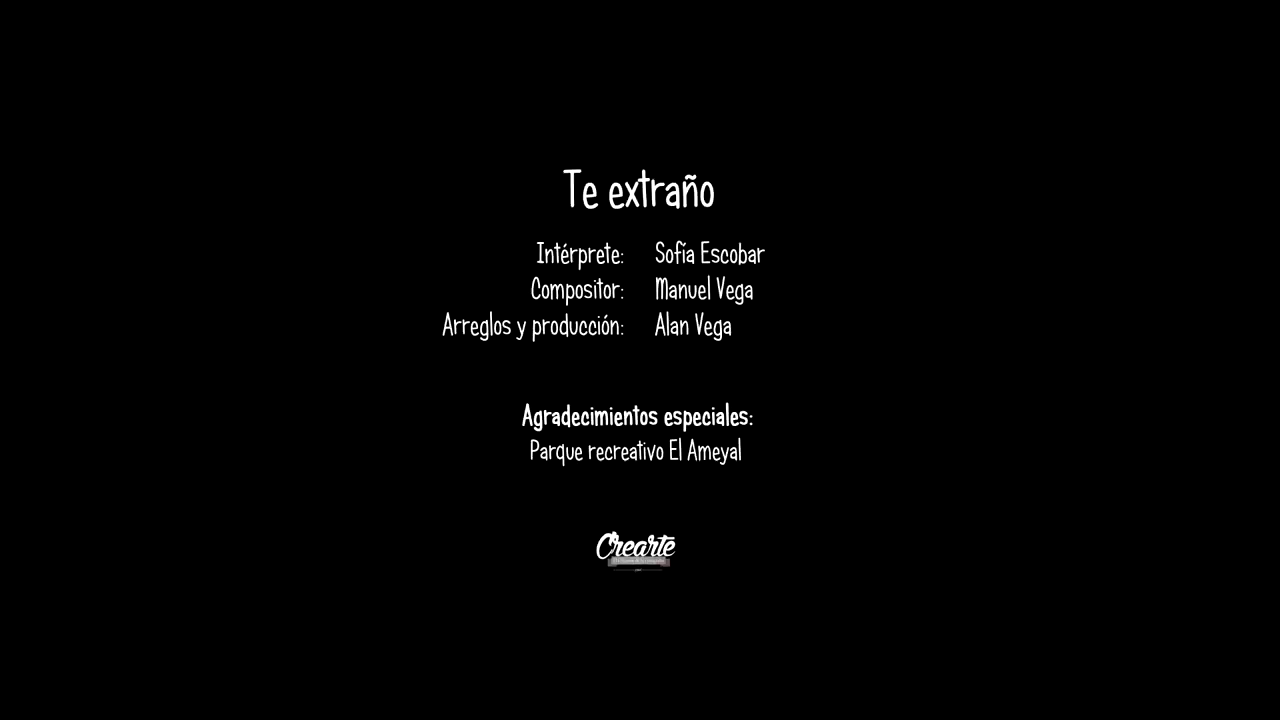 Te extraño
Intérprete: Sofía Escobar
Compositor: Manuel Vega
Arreglos y producción: Alan Vega
Agradecimientos especiales:
Parque recreativo El Ameyal
Crearte